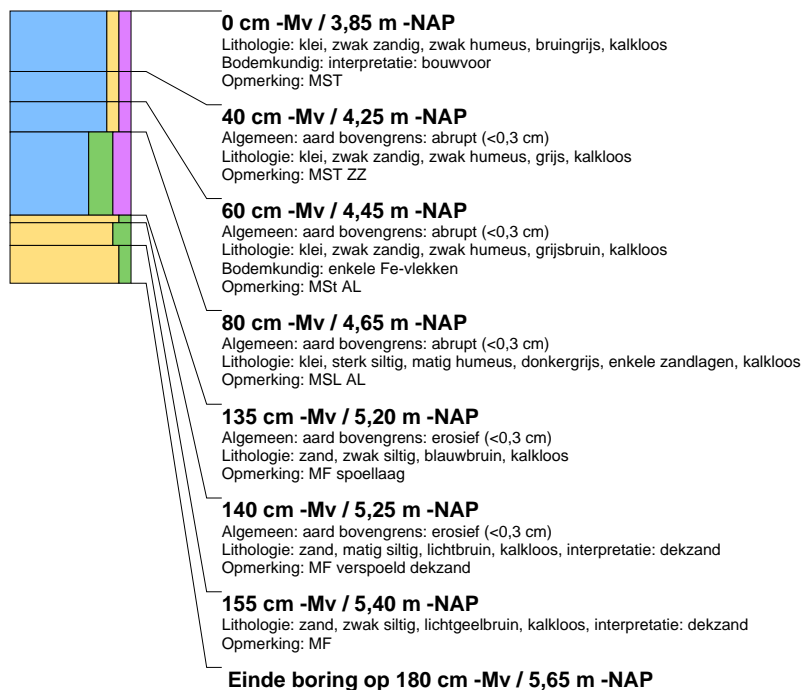 0 cm -Mv / 3,85 m -NAP
Lithologie: klei, zwak zandig, zwak humeus, bruingrijs, kalkloos
Bodemkundig: interpretatie: bouwvoor
Opmerking: MST
40 cm -Mv / 4,25 m -NAP
Algemeen: aard bovengrens: abrupt (<0,3 cm)
Lithologie: klei, zwak zandig, zwak humeus, grijs, kalkloos
Opmerking: MST ZZ
60 cm -Mv / 4,45 m -NAP
Algemeen: aard bovengrens: abrupt (<0,3 cm)
Lithologie: klei, zwak zandig, zwak humeus, grijsbruin, kalkloos
Bodemkundig: enkele Fe-vlekken
Opmerking: MSt AL
80 cm -Mv / 4,65 m -NAP
Algemeen: aard bovengrens: abrupt (<0,3 cm)
Lithologie: klei, sterk siltig, matig humeus, donkergrijs, enkele zandlagen, kalkloos
Opmerking: MSL AL
135 cm -Mv / 5,20 m -NAP
Algemeen: aard bovengrens: erosief (<0,3 cm)
Lithologie: zand, zwak siltig, blauwbruin, kalkloos
Opmerking: MF spoellaag
140 cm -Mv / 5,25 m -NAP
Algemeen: aard bovengrens: erosief (<0,3 cm)
Lithologie: zand, matig siltig, lichtbruin, kalkloos, interpretatie: dekzand
Opmerking: MF verspoeld dekzand
155 cm -Mv / 5,40 m -NAP
Lithologie: zand, zwak siltig, lichtgeelbruin, kalkloos, interpretatie: dekzand
Opmerking: MF
Einde boring op 180 cm -Mv / 5,65 m -NAP